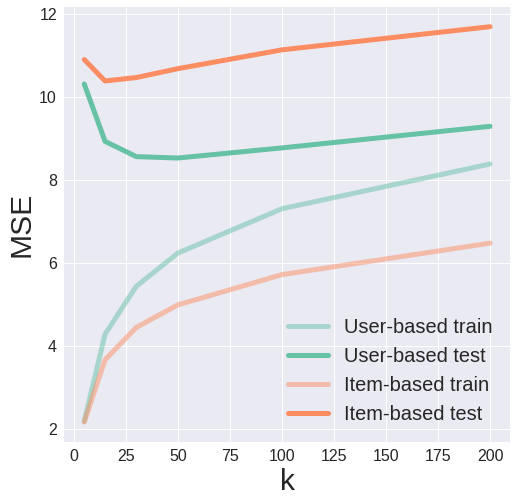 12
10
8
6
4
2
MSE
User-based train
User-based test
Item-based train
Item-based test
0 25 50 75 100 125 150 175 200
k